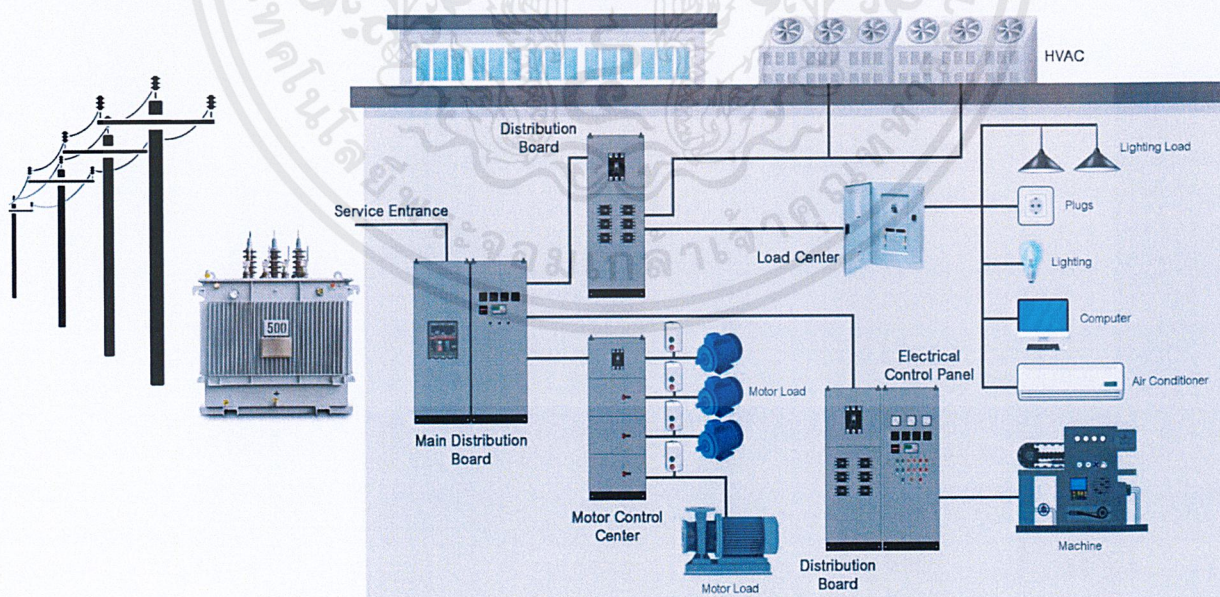 HVAC
Distribution
Board
Lighting Load
Service Entrance
Plugs
Load Center
Lighting
500
Computer
Electrical
Control Panel
Motor Load
Air Conditioner
Main Distribution
Board
Motor Control
Center
Machine
Distribution
Board
Motor Load